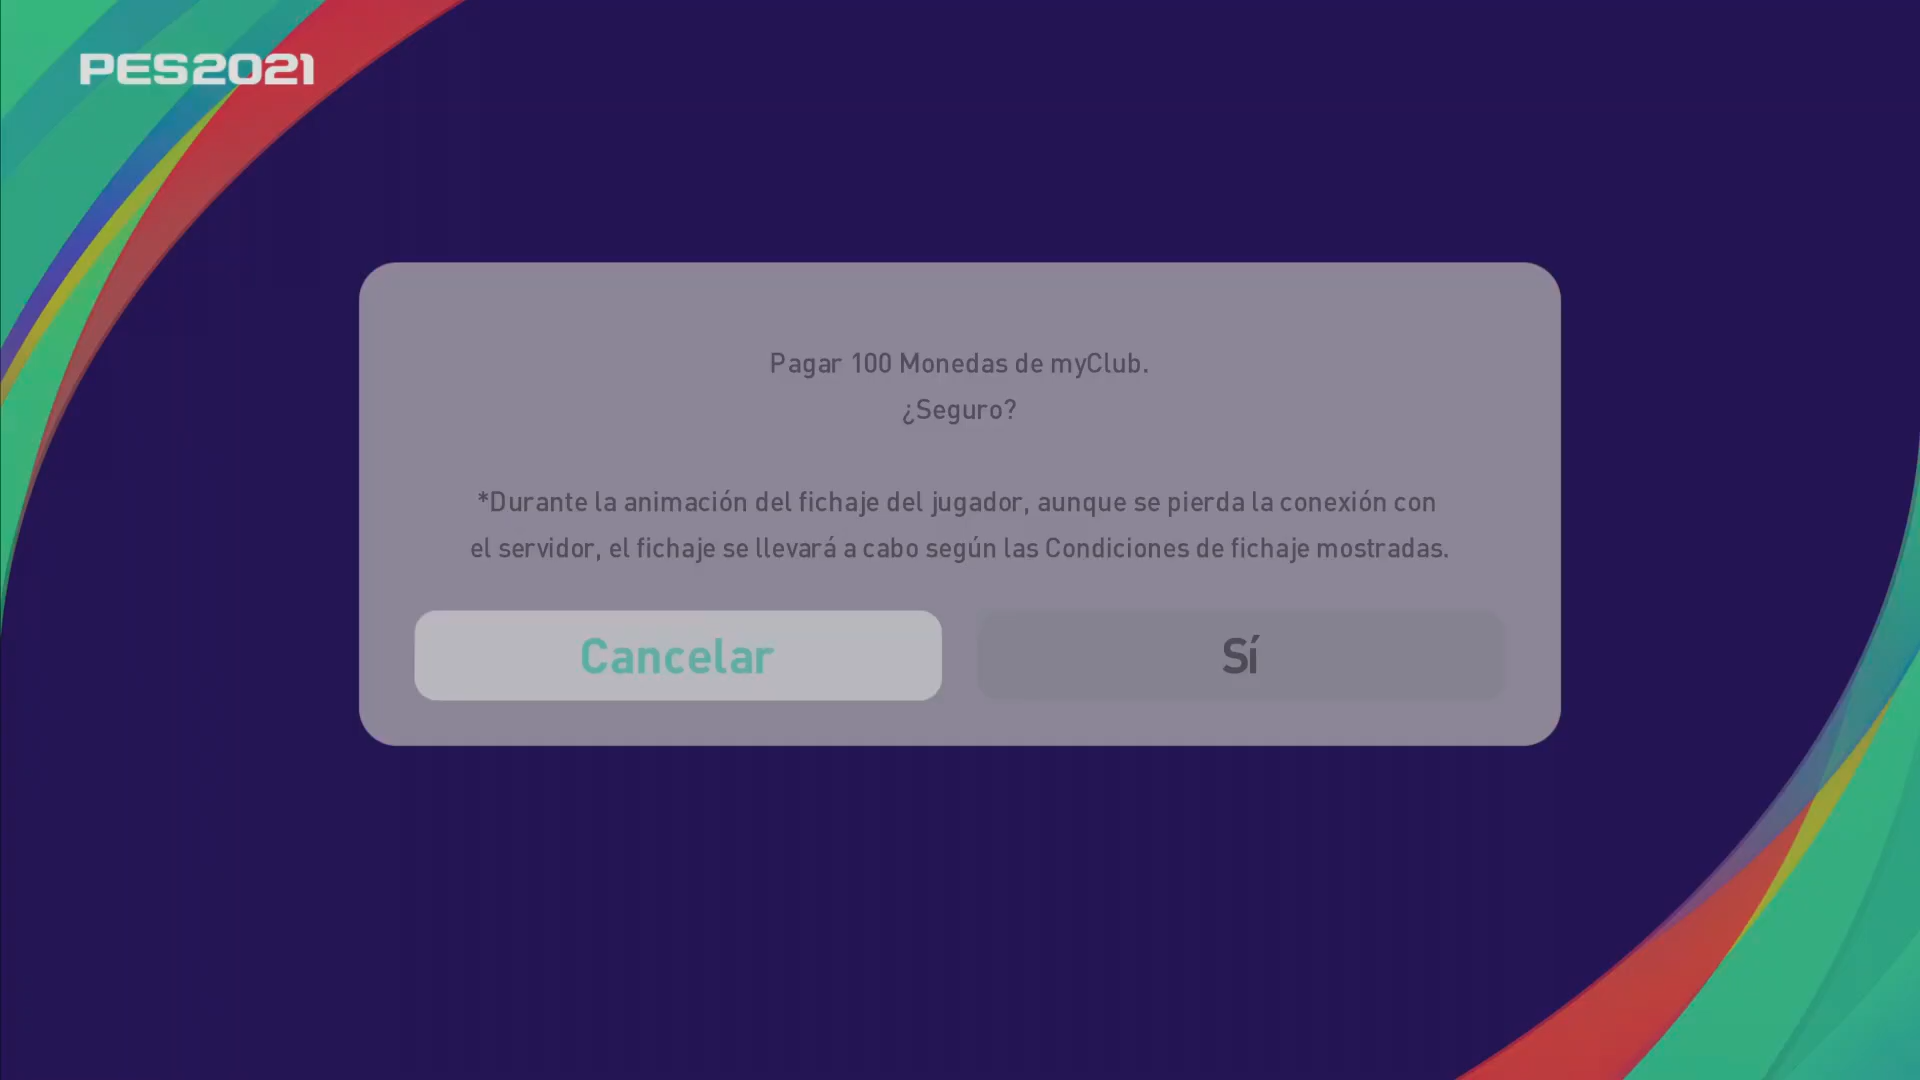 PES2021
Pagar 100 Monedas de myClub.
¿Seguro?
*Durante la animación del fichaje del jugador, aunque se pierda la conexión con
el servidor, el fichaje se llevará a cabo según las Condiciones de fichaje mostradas.
Cancelar
Sí